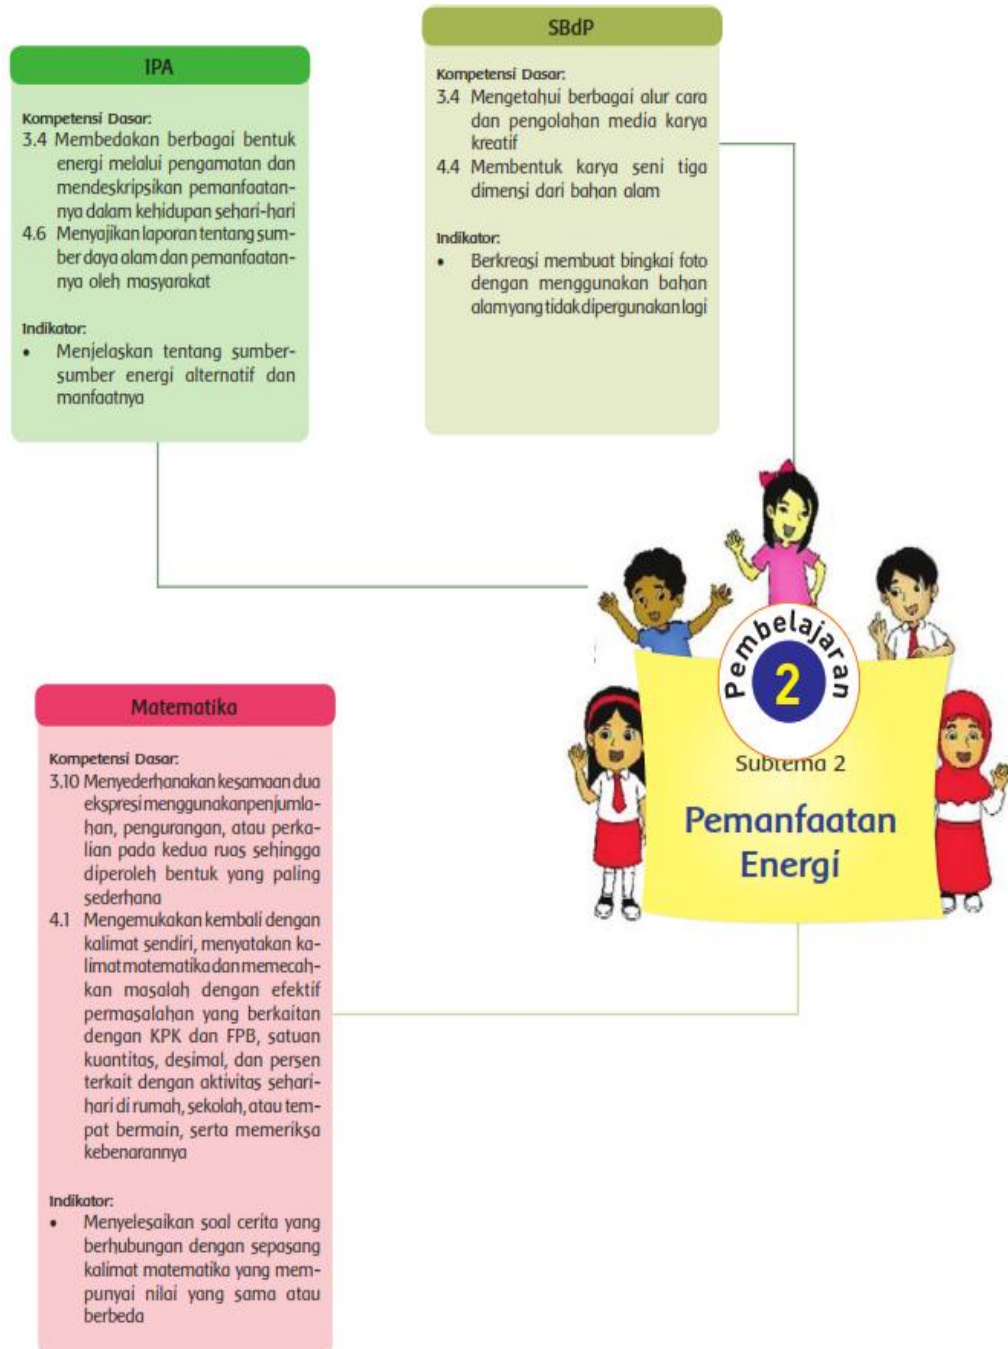 IPA
Kompetensi Dasar:
3.4 Membedakan berbagai bentuk
energi melalui pengamatan dan
mendeskripsikan pemanfaatan-
nya dalam kehidupan sehari-hari
4.6 Menyajikan laporan tentang sum-
ber daya alam dan pemanfaatan-
nya oleh masyarakat
Indikator:
• Menjelaskan tentang sumber-
sumber energi alternatif dan
manfaatnya
SBdP
Kompetensi Dasar:
3.4 Mengetahui berbagai alur cara
dan pengolahan media karya
kreatif
4.4 Membentuk karya seni tiga
dimensi dari bahan alam
Indikator:
• Berkreasi membuat bingkai foto
dengan menggunakan bahan
alam yang tidak dipergunakan lagi
Pembelajaran
2
Subtema 2
Pemanfaatan
Energi
Matematika
Kompetensi Dasar:
3.10 Menyederhanakan kesamaan dua
ekspresi menggunakan penjumla-
han, pengurangan, atau perka-
lian pada kedua ruas sehingga
diperoleh bentuk yang paling
sederhana
4.1 Mengemukakan kembali dengan
kalimat sendiri, menyatakan ka-
limat matematika dan memecah-
kan masalah dengan efektif
permasalahan yang berkaitan
dengan KPK dan FPB, satuan
kuantitas, desimal, dan persen
terkait dengan aktivitas sehari-
hari di rumah, sekolah, atau tem-
pat bermain, serta memeriksa
kebenarannya
Indikator:
• Menyelesaikan soal cerita yang
berhubungan dengan sepasang
kalimat matematika yang mem-
punyai nilai yang sama atau
berbeda